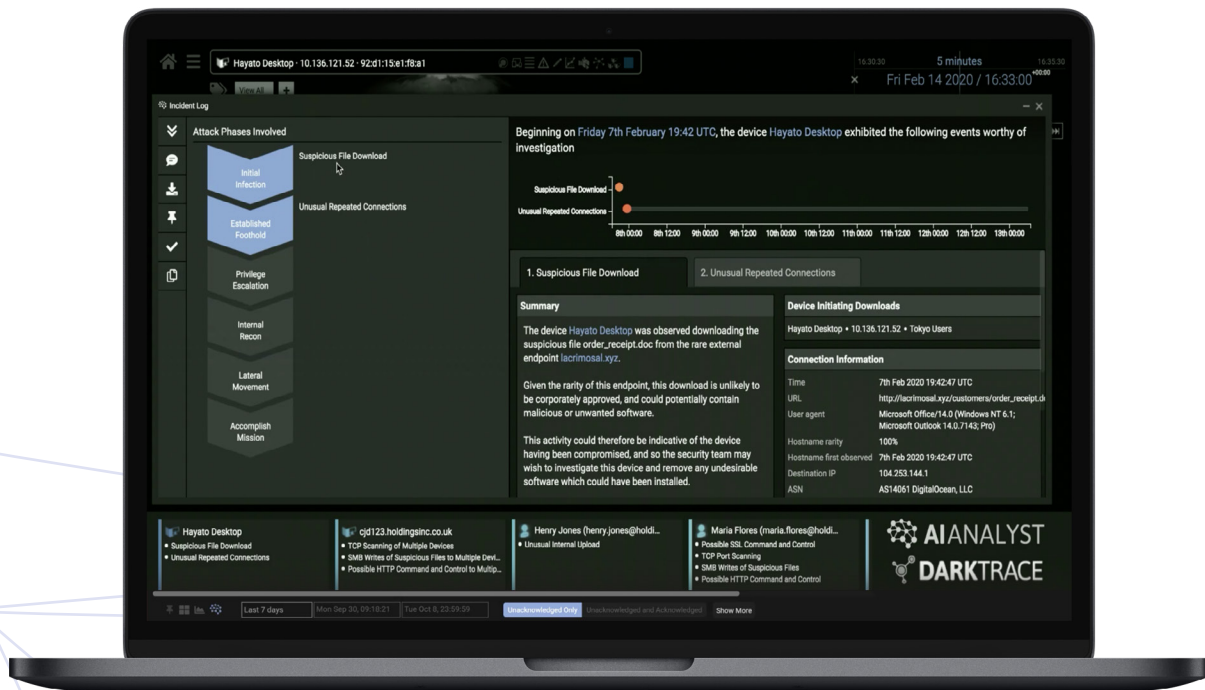 Hayato Desktop · 10.136.121.52 · 92:d1:15:e1:f8:a1
16:30:30
5 minutes
16:35:30
Fri Feb 14 2020 / 16:33:00 +00:00
View All
Incident Log
Attack Phases Involved
Initial
Infection
Suspicious File Download
Established
Foothold
Unusual Repeated Connections
Privilege
Escalation
Internal
Recon
Lateral
Movement
Accomplish
Mission
Beginning on Friday 7th February 19:42 UTC, the device Hayato Desktop exhibited the following events worthy of
investigation
Suspicious File Download
Unusual Repeated Connections
8th 00:00 8th 12:00 9th 00:00 9th 12:00 10th 00:00 10th 12:00 11th 00:00 11th 12:00 12th 00:00 12th 12:00 13th 00:00
1. Suspicious File Download
2. Unusual Repeated Connections
Summary
The device Hayato Desktop was observed downloading the
suspicious file order_receipt.doc from the rare external
endpoint lacrimosal.xyz.
Given the rarity of this endpoint, this download is unlikely to
be corporately approved, and could potentially contain
malicious or unwanted software.
This activity could therefore be indicative of the device
having been compromised, and so the security team may
wish to investigate this device and remove any undesirable
software which could have been installed.
Device Initiating Downloads
Hayato Desktop • 10.136.121.52 • Tokyo Users
Connection Information
Time 7th Feb 2020 19:42:47 UTC
URL http://lacrimosal.xyz/customers/order_receipt.d
User agent Microsoft Office/14.0 (Windows NT 6.1;
Microsoft Outlook 14.0.7143; Pro)
Hostname rarity 100%
Hostname first observed 7th Feb 2020 19:42:47 UTC
Destination IP 104.253.144.1
ASN AS14061 DigitalOcean, LLC
Hayato Desktop
Suspicious File Download
Unusual Repeated Connections
cjd123.holdingsinc.co.uk
TCP Scanning of Multiple Devices
SMB Writes of Suspicious Files to Multiple Devi...
Possible HTTP Command and Control to Multip...
Henry Jones (henry.jones@holdi...
Unusual Internal Upload
Maria Flores (maria.flores@holdi...
Possible SSL Command and Control
TCP Port Scanning
SMB Writes of Suspicious Files
Possible HTTP Command and Control
AI ANALYST
DARKTRACE
Last 7 days
Mon Sep 30, 09:18:21
Tue Oct 8, 23:59:59
Unacknowledged Only
Unacknowledged and Acknowledged
Show More